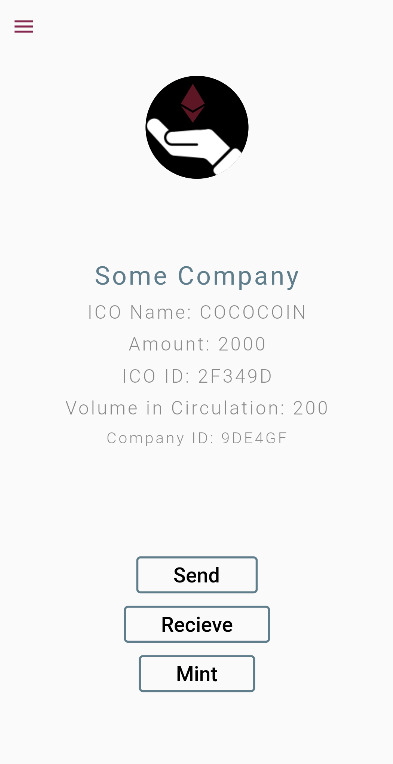 Some Company
ICO Name: COCOCOIN
Amount: 2000
ICO ID: 2F349D
Volume in Circulation: 200
Company ID: 9DE4GF
Send
Recieve
Mint